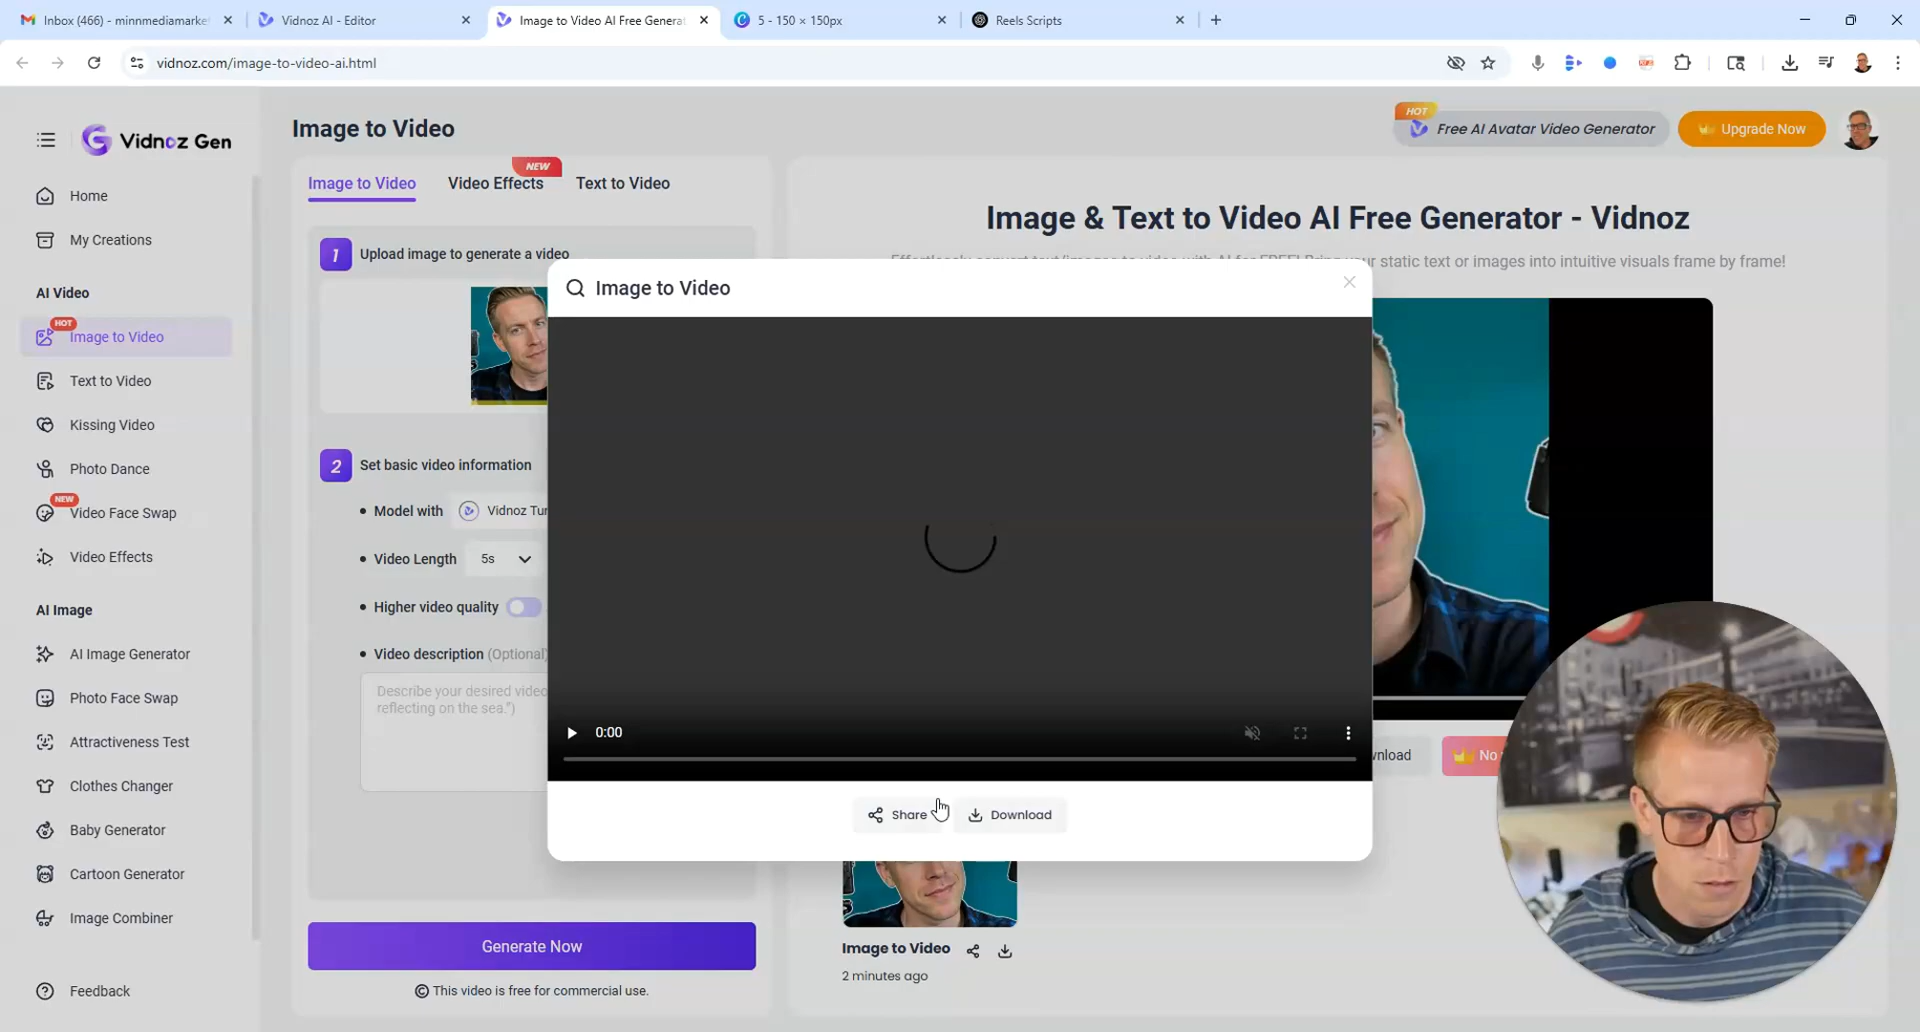 Inbox (466) - minnmediamarke
Vidnoz AI - Editor
Image to Video AI Free Generat
5 - 150 × 150px
Reels Scripts
vidnoz.com/image-to-video-ai.html
Vidnoz Gen
Image to Video
HOT
Free AI Avatar Video Generator
Upgrade Now
NEW
Image to Video
Video Effects
Text to Video
Home
My Creations
AI Video
HOT
Image to Video
Text to Video
Kissing Video
Photo Dance
NEW
Video Face Swap
Video Effects
AI Image
AI Image Generator
Photo Face Swap
Attractiveness Test
Clothes Changer
Baby Generator
Cartoon Generator
Image Combiner
Feedback
1 Upload image to generate a video
2 Set basic video information
Model with Vidnoz Tur
Video Length 5s
Higher video quality
Video description (Optional)
Describe your desired video
reflecting on the sea.")
Generate Now
© This video is free for commercial use.
Image & Text to Video AI Free Generator - Vidnoz
your static text or images into intuitive visuals frame by frame!
Image to Video
0:00
Share
Download
wnload
No
Image to Video
2 minutes ago